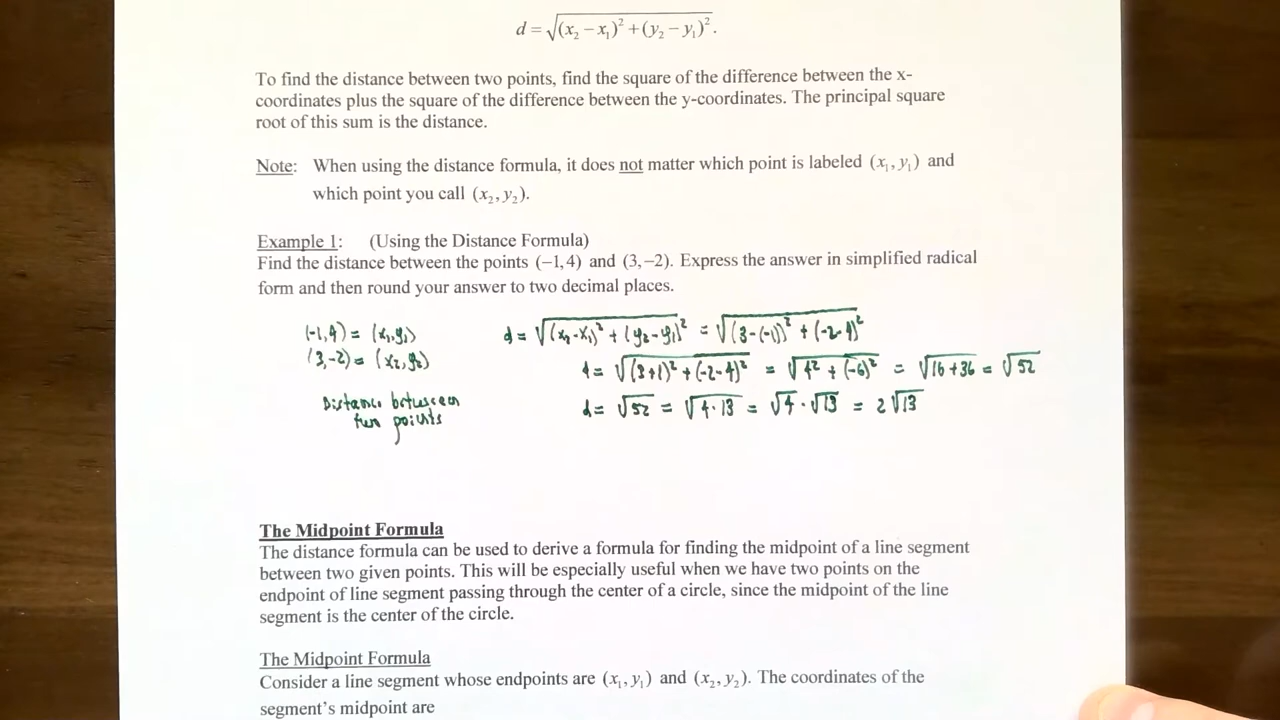 d = √(x₂ − x₁)² + (y₂ − y₁)².
To find the distance between two points, find the square of the difference between the x-
coordinates plus the square of the difference between the y-coordinates. The principal square
root of this sum is the distance.
Note: When using the distance formula, it does not matter which point is labeled (x₁, y₁) and
which point you call (x₂, y₂).
Example 1: (Using the Distance Formula)
Find the distance between the points (−1, 4) and (3, −2). Express the answer in simplified radical
form and then round your answer to two decimal places.
(-1,4) = (x₁,y₁)
(3,-2) = (x₂,y₂)
Distance between
two points
d = √(x₂-x₁)² + (y₂-y₁)² = √(3-(-1))² + (-2-4)²
d = √(3+1)² + (-2-4)² = √4² + (-6)² = √16+36 = √52
d = √52 = √4·13 = √4 · √13 = 2√13
The Midpoint Formula
The distance formula can be used to derive a formula for finding the midpoint of a line segment
between two given points. This will be especially useful when we have two points on the
endpoint of line segment passing through the center of a circle, since the midpoint of the line
segment is the center of the circle.
The Midpoint Formula
Consider a line segment whose endpoints are (x₁, y₁) and (x₂, y₂). The coordinates of the
segment's midpoint are